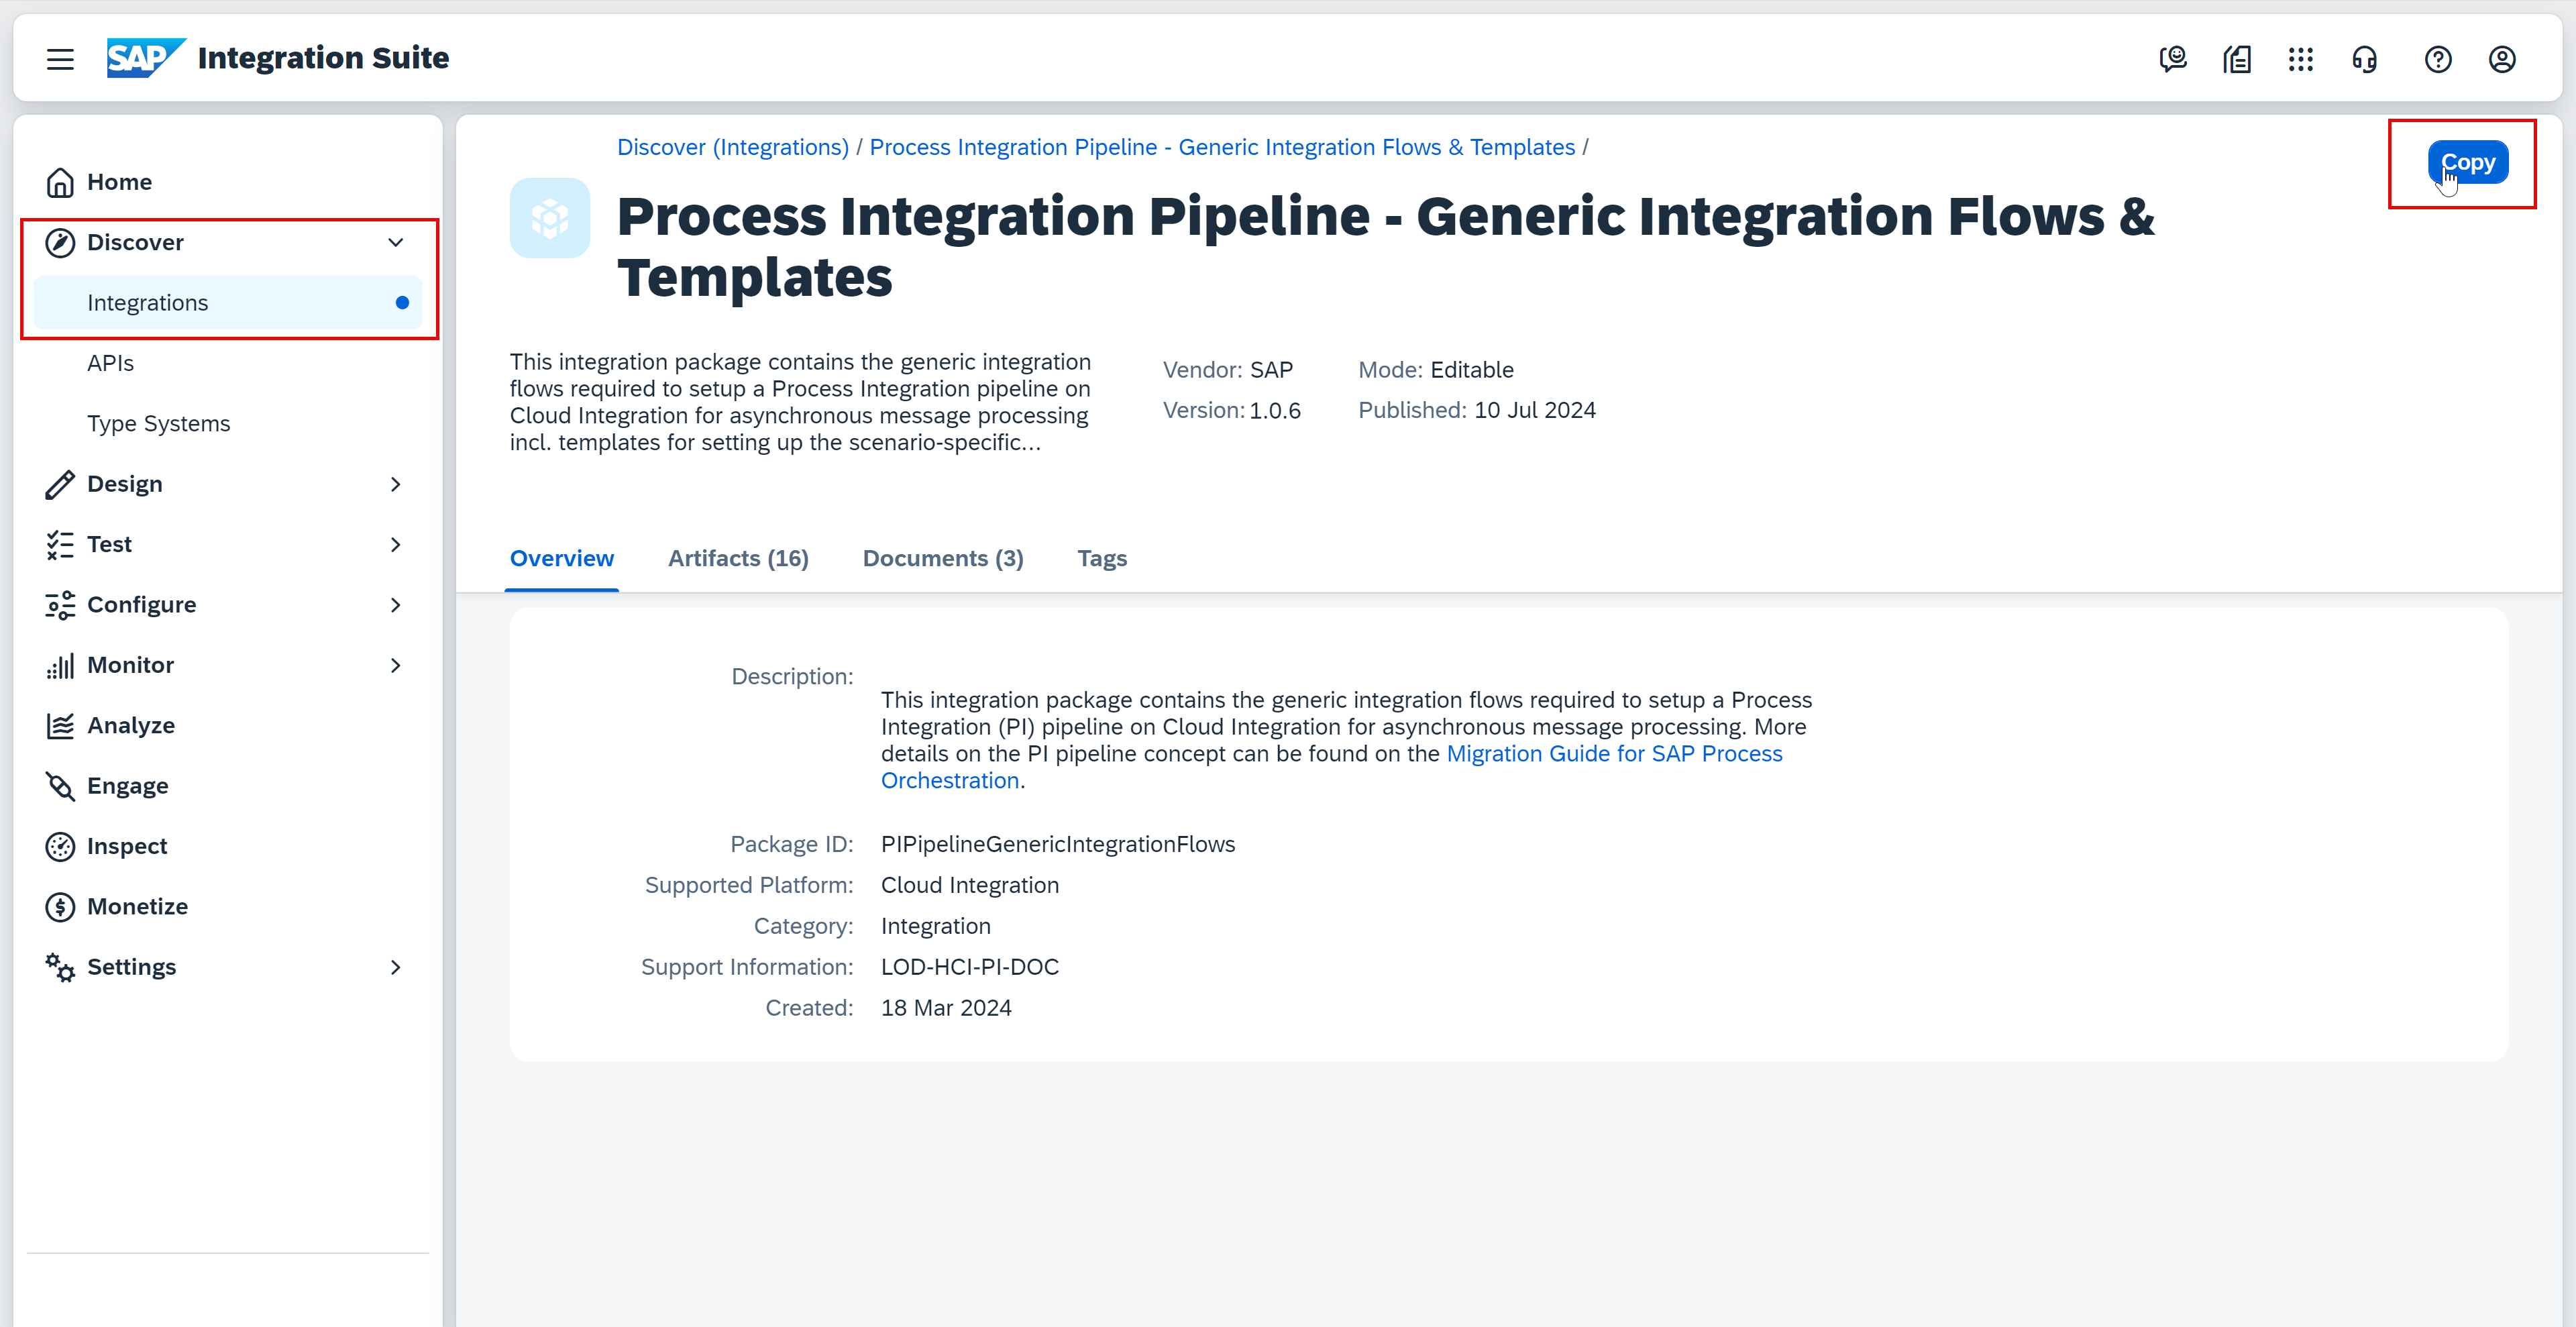 SAP Integration Suite
Home
Discover
Integrations
APIs
Type Systems
Design
Test
Configure
Monitor
Analyze
Engage
Inspect
Monetize
Settings
Discover (Integrations) / Process Integration Pipeline - Generic Integration Flows & Templates /
Copy
Process Integration Pipeline - Generic Integration Flows &
Templates
This integration package contains the generic integration
flows required to setup a Process Integration pipeline on
Cloud Integration for asynchronous message processing
incl. templates for setting up the scenario-specific...
Vendor: SAP
Version: 1.0.6
Mode: Editable
Published: 10 Jul 2024
Overview
Artifacts (16)
Documents (3)
Tags
Description:
This integration package contains the generic integration flows required to setup a Process
Integration (PI) pipeline on Cloud Integration for asynchronous message processing. More
details on the PI pipeline concept can be found on the Migration Guide for SAP Process
Orchestration.
Package ID: PIPipelineGenericIntegrationFlows
Supported Platform: Cloud Integration
Category: Integration
Support Information: LOD-HCI-PI-DOC
Created: 18 Mar 2024